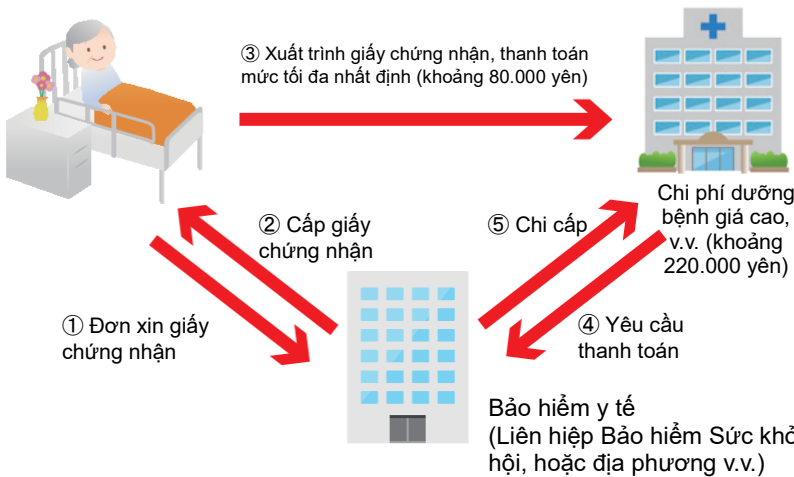 ③ Xuất trình giấy chứng nhận, thanh toán
mức tối đa nhất định (khoảng 80.000 yên)
Chi phí dưỡng
bệnh giá cao,
v.v. (khoảng
220.000 yên)
② Cấp giấy
chứng nhận
⑤ Chi cấp
① Đơn xin giấy
chứng nhận
④ Yêu cầu
thanh toán
Bảo hiểm y tế
(Liên hiệp Bảo hiểm Sức
hội, hoặc địa phương v.v.)